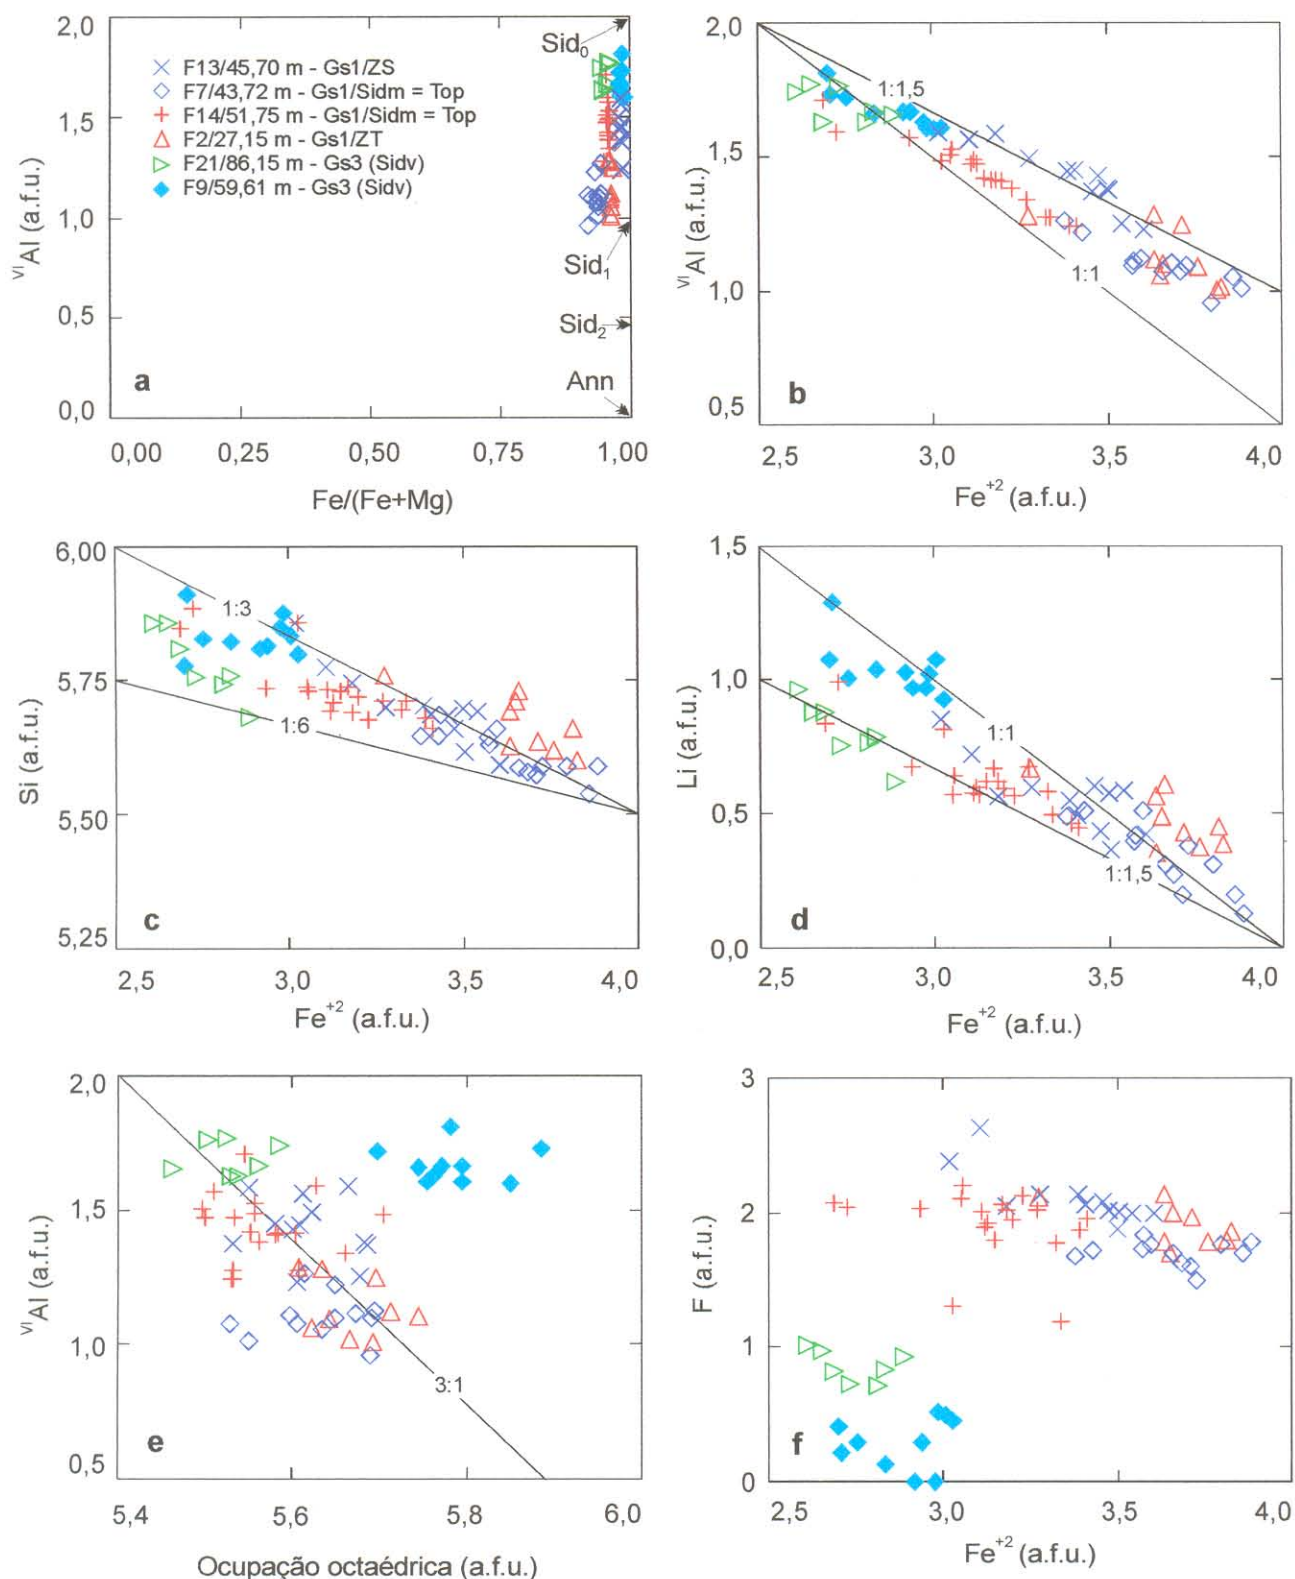 2,0
1,5
1,0
0,5
0,0
ᵛᴵAl (a.f.u.)
F13/45,70 m - Gs1/ZS
F7/43,72 m - Gs1/Sidm = Top
F14/51,75 m - Gs1/Sidm = Top
F2/27,15 m - Gs1/ZT
F21/86,15 m - Gs3 (Sidv)
F9/59,61 m - Gs3 (Sidv)
Sid₀
Sid₁
Sid₂
Ann
a
0,00 0,25 0,50 0,75 1,00
Fe/(Fe+Mg)
2,0
1,5
1,0
0,5
ᵛᴵAl (a.f.u.)
1:1,5
1:1
b
2,5 3,0 3,5 4,0
Fe⁺² (a.f.u.)
6,00
5,75
5,50
5,25
Si (a.f.u.)
1:3
1:6
c
2,5 3,0 3,5 4,0
Fe⁺² (a.f.u.)
1,5
1,0
0,5
0,0
Li (a.f.u.)
1:1
1:1,5
d
2,5 3,0 3,5 4,0
Fe⁺² (a.f.u.)
2,0
1,5
1,0
0,5
ᵛᴵAl (a.f.u.)
3:1
e
5,4 5,6 5,8 6,0
Ocupação octaédrica (a.f.u.)
3
2
1
0
F (a.f.u.)
f
2,5 3,0 3,5 4,0
Fe⁺² (a.f.u.)